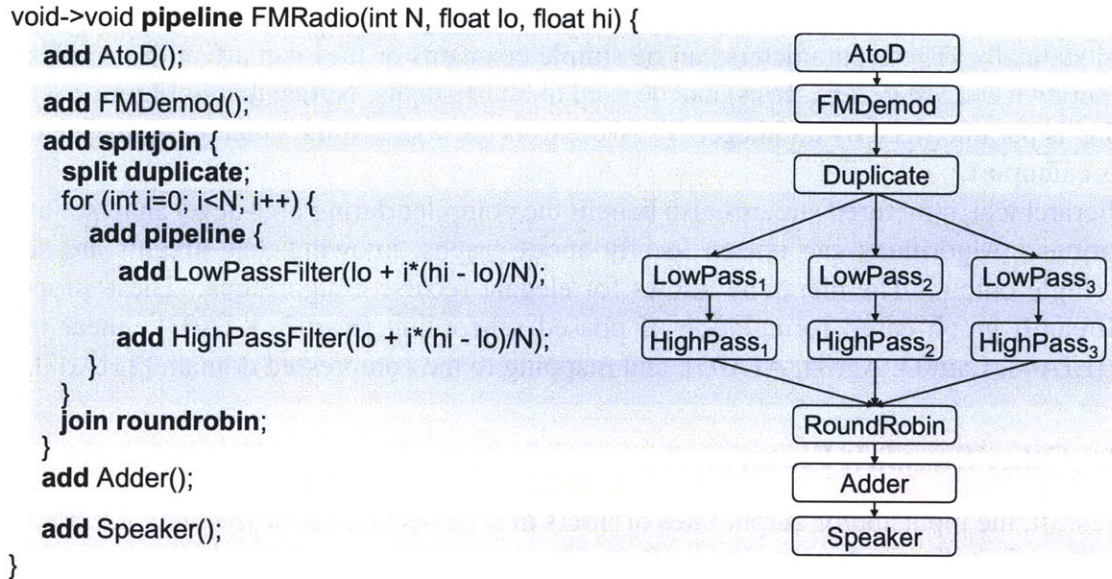 void->void pipeline FMRadio(int N, float lo, float hi) {
add AtoD();
add FMDemod();
add splitjoin {
split duplicate;
for (int i=0; i<N; i++) {
add pipeline {
add LowPassFilter(lo + i*(hi - lo)/N);
add HighPassFilter(lo + i*(hi - lo)/N);
}
}
join roundrobin;
}
add Adder();
add Speaker();
}
AtoD
FMDemod
Duplicate
LowPass₁ LowPass₂ LowPass₃
HighPass₁ HighPass₂ HighPass₃
RoundRobin
Adder
Speaker